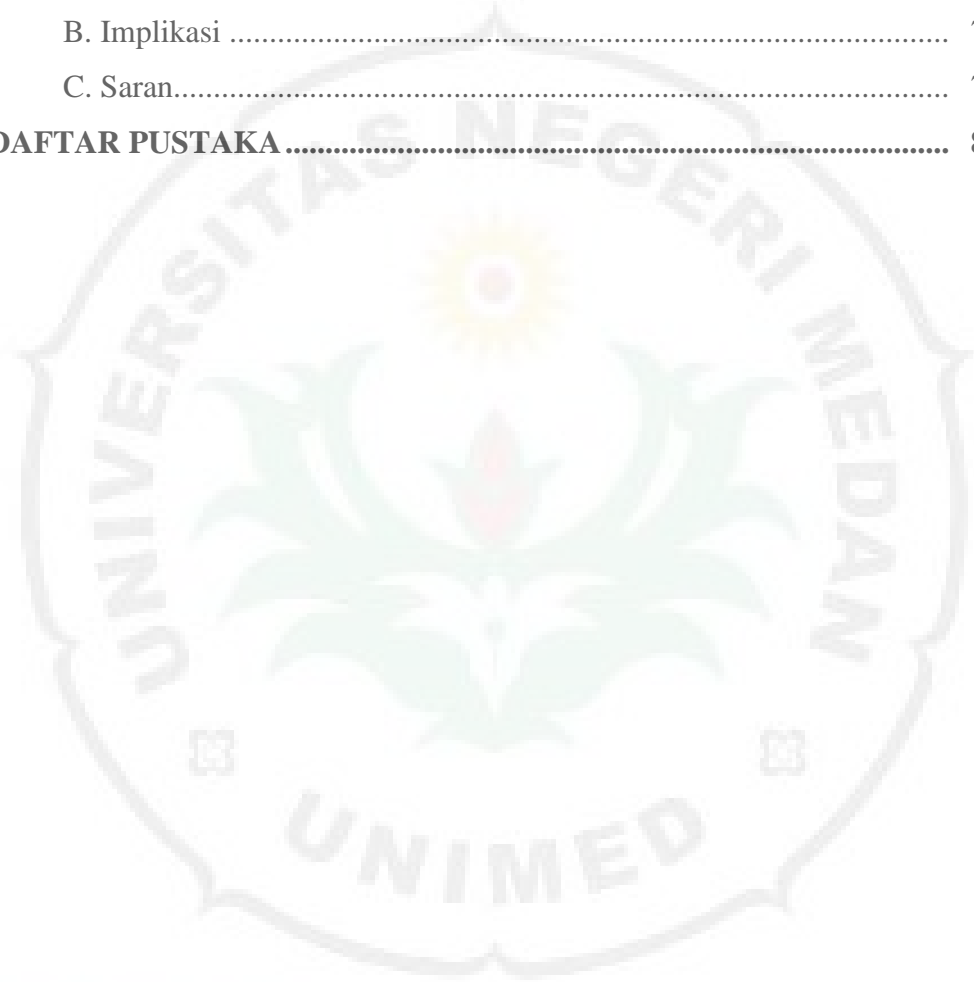 B. Implikasi ........................................................................................
C. Saran................................................................................................
DAFTAR PUSTAKA...................................................................................
UNIVERSITAS NEGERI MEDAN
UNIMED